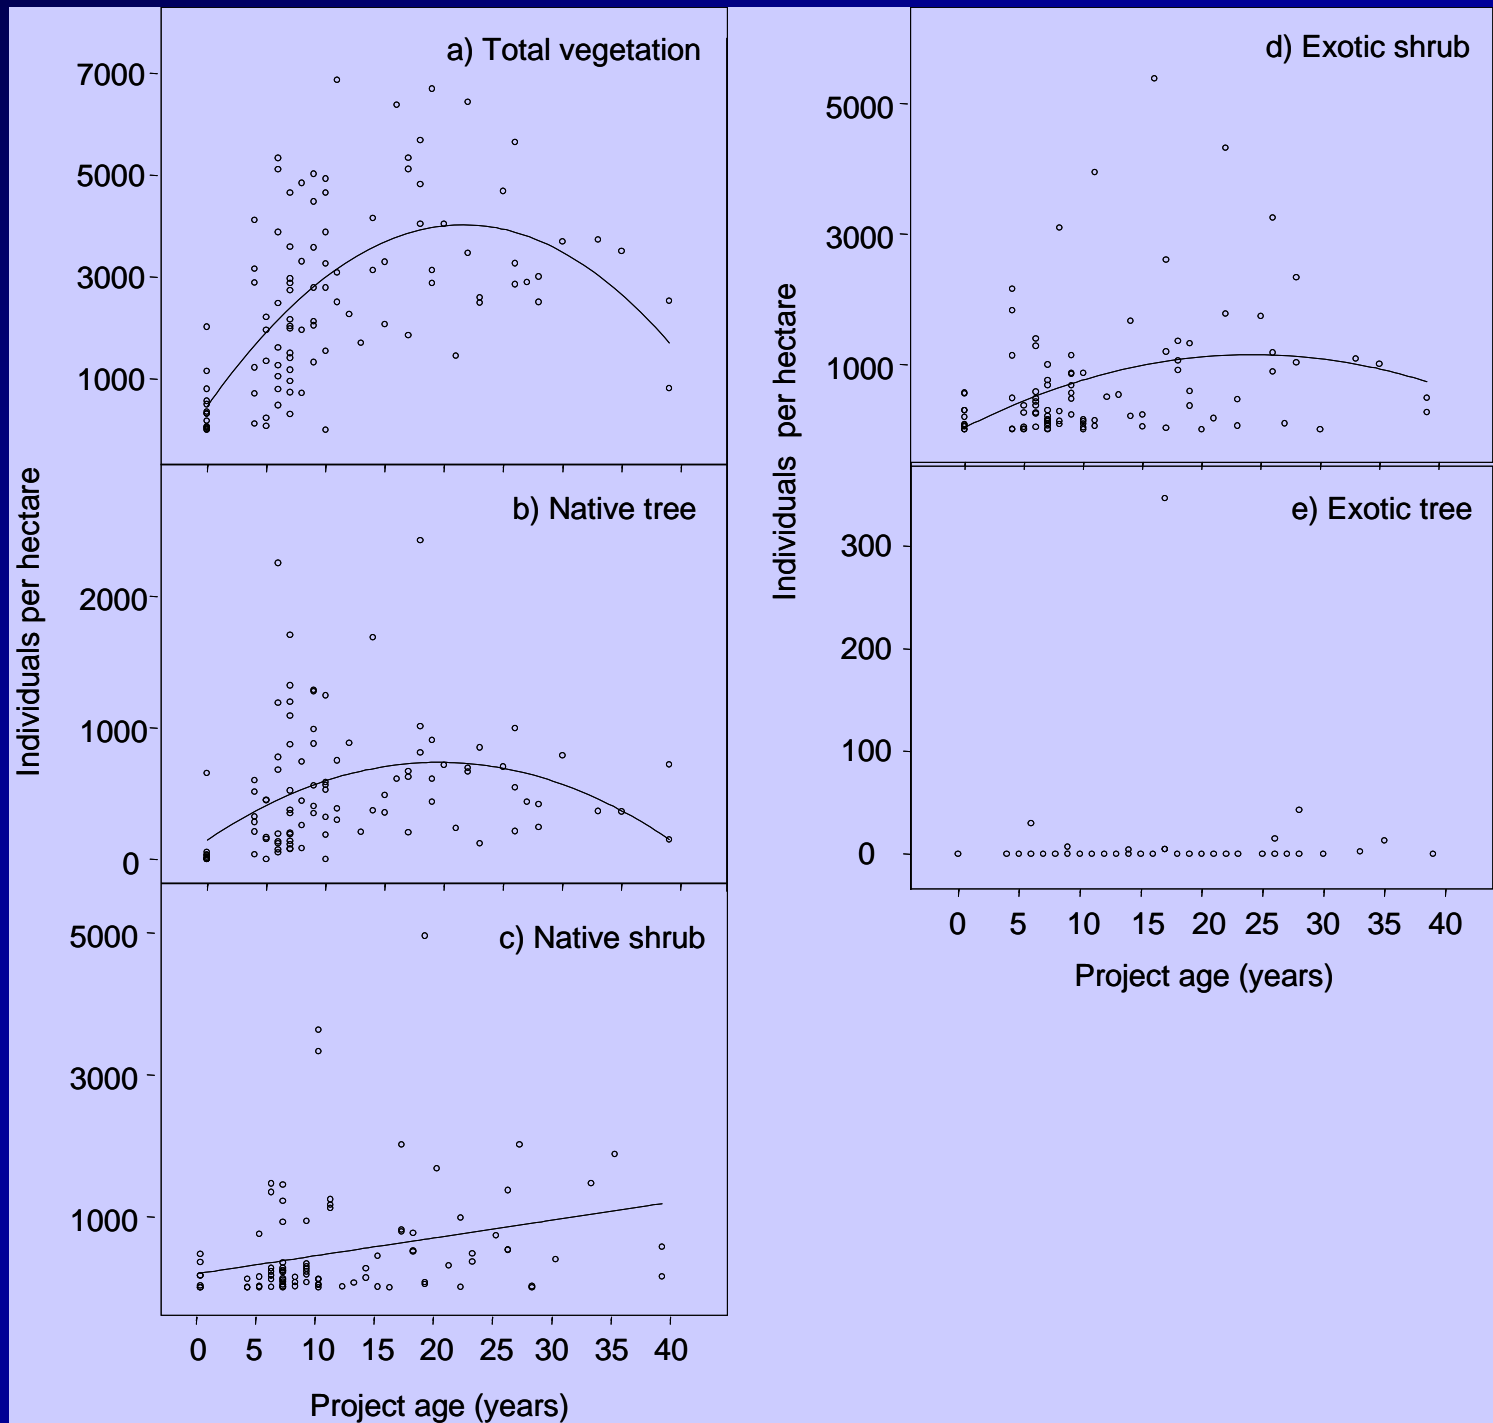 a) Total vegetation
7000
5000
3000
1000
b) Native tree
2000
1000
0
c) Native shrub
5000
3000
1000
0 5 10 15 20 25 30 35 40
Project age (years)
Individuals per hectare
d) Exotic shrub
5000
3000
1000
e) Exotic tree
300
200
100
0
0 5 10 15 20 25 30 35 40
Project age (years)
Individuals per hectare